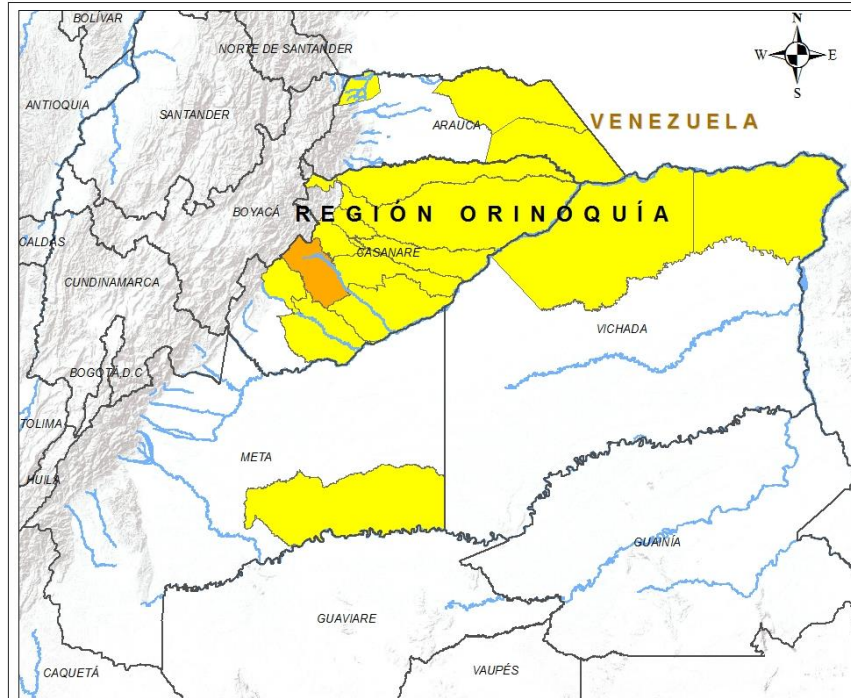 BOLÍVAR
N
NORTE DE SANTANDER
W
E
S
ANTIOQUIA
SANTANDER
ARAUCA
VENEZUELA
BOYACÁ
REGIÓN ORINOQUÍA
CALDAS
CASANARE
CUNDINAMARCA
VICHADA
BOGOTÁ,D.C
TOLIMA
META
HUILA
GUAINÍA
GUAVIARE
CAQUETÁ
VAUPÉS